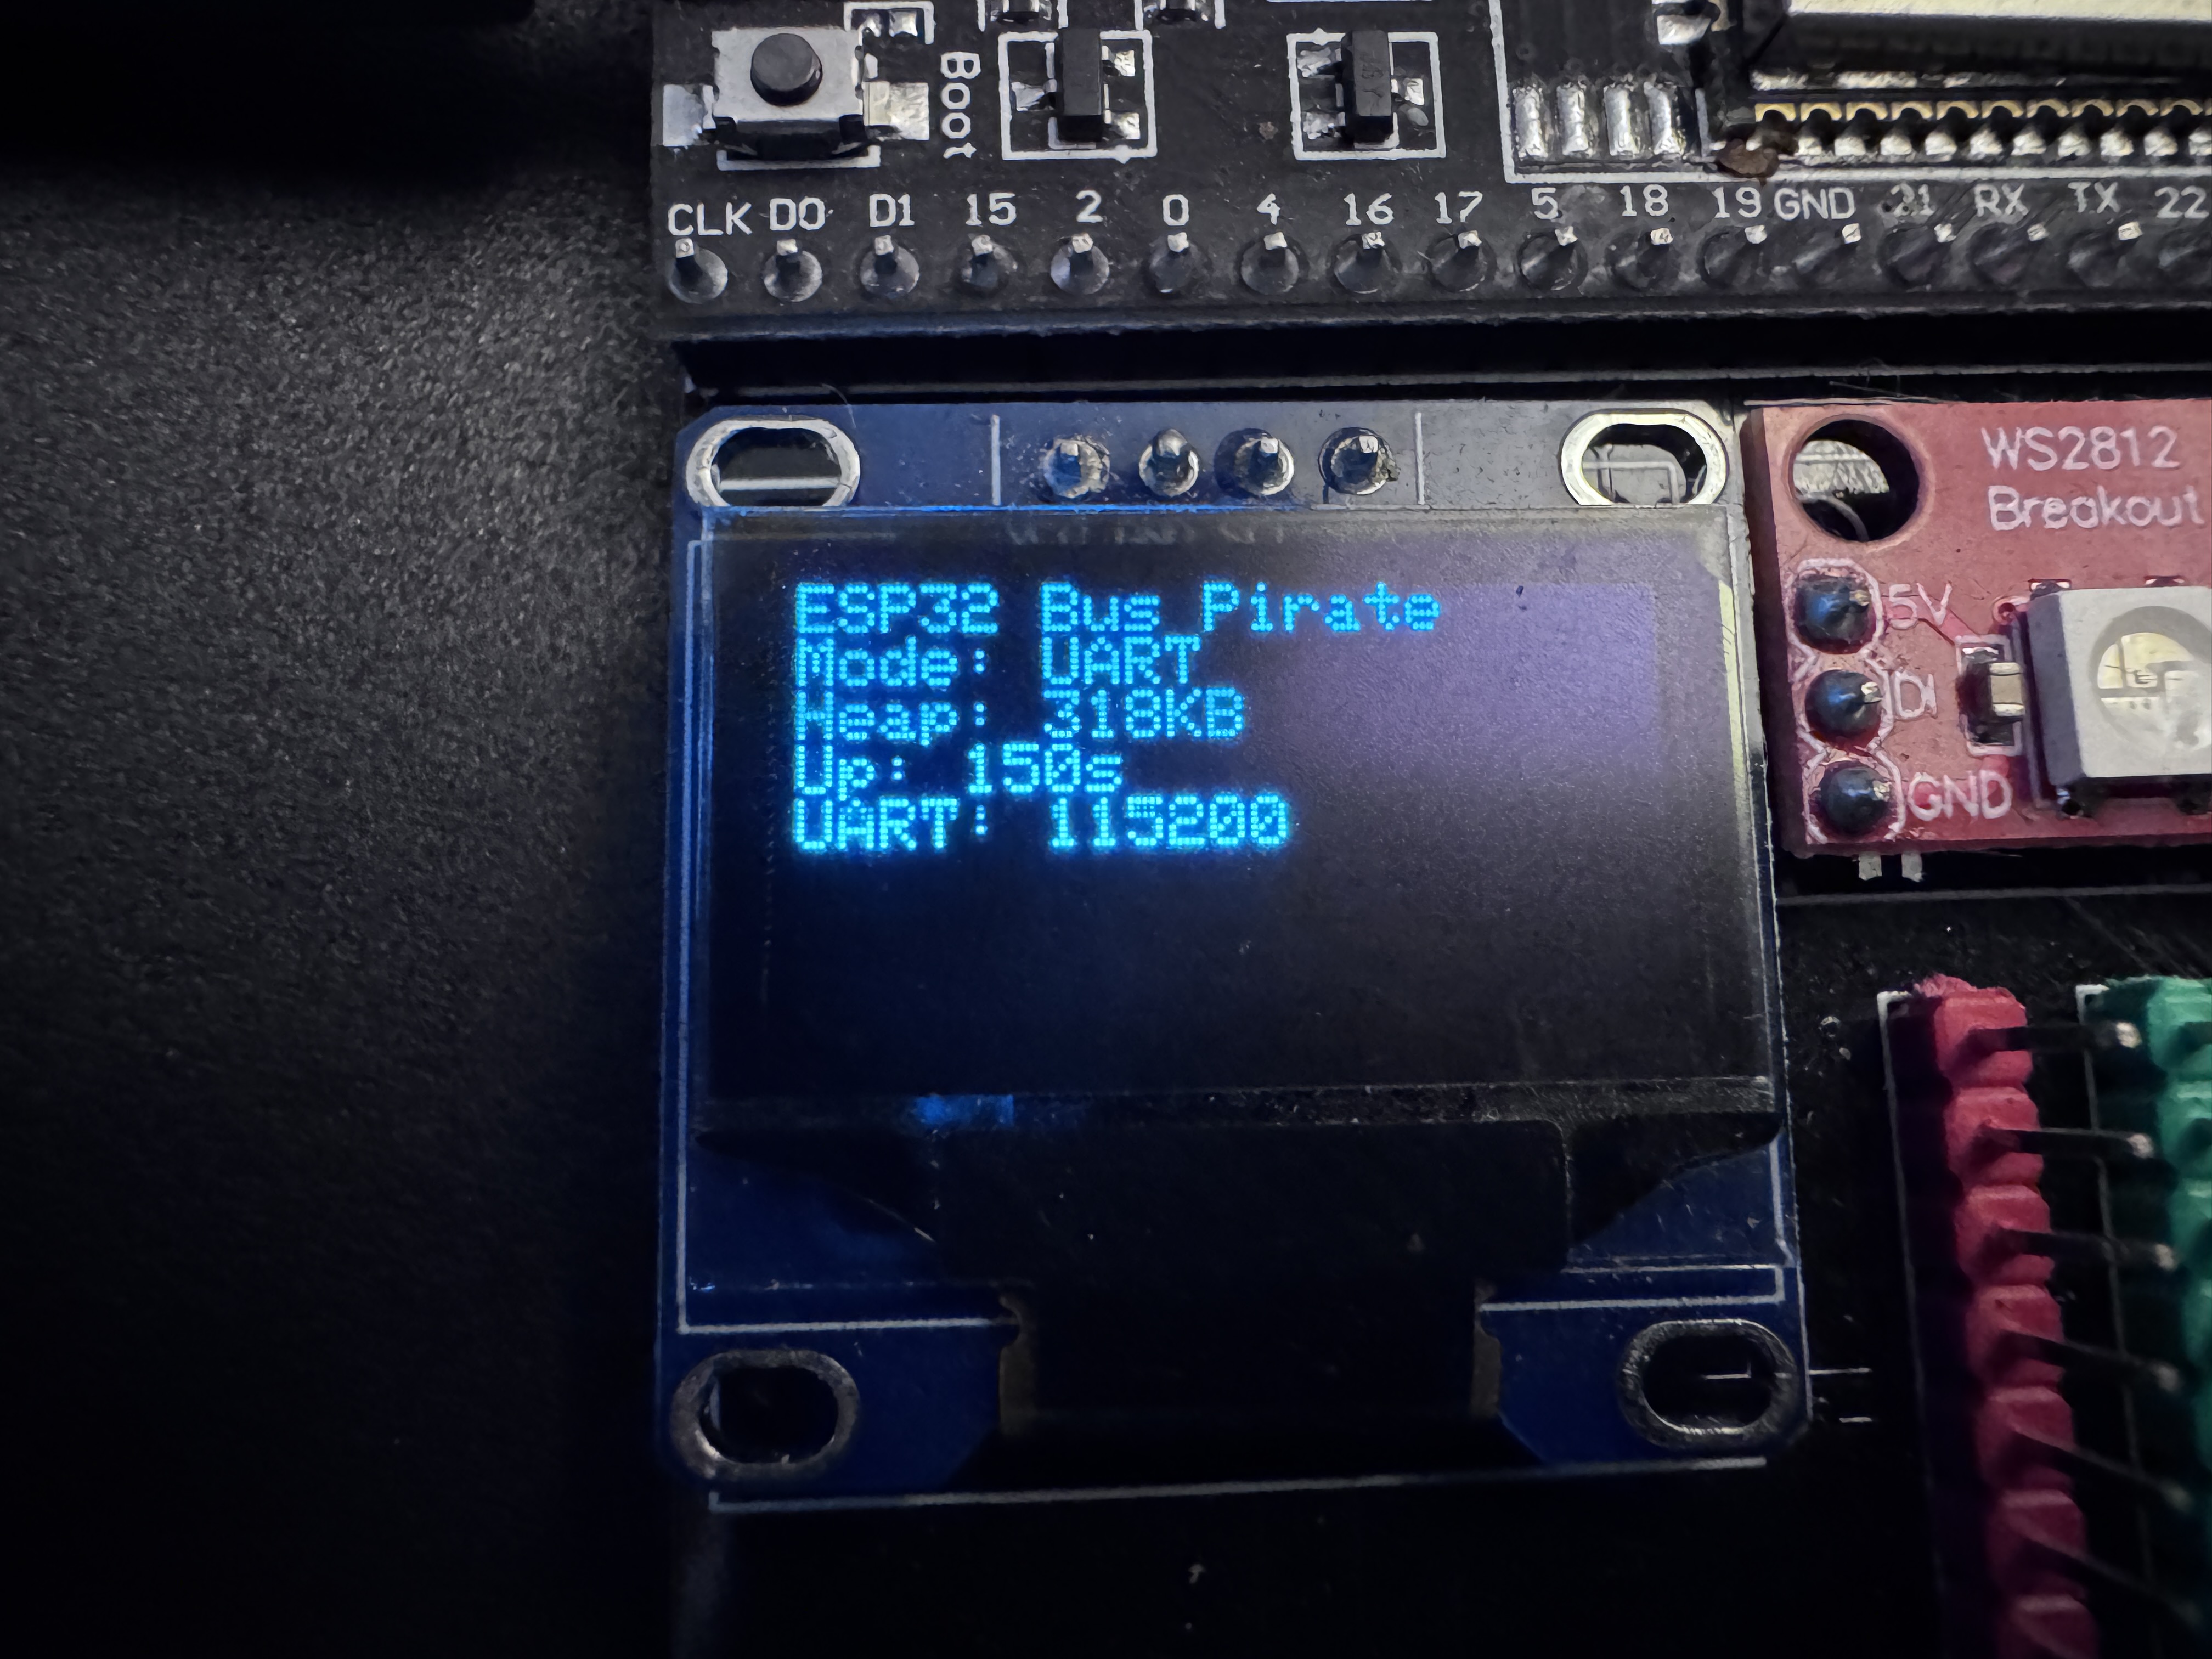 Boot
CLK D0 D1 15 2 0 4 16 17 5 18 19 GND 21 RX TX 22
WS2812
Breakout
5V
DI
GND
ESP32 Bus Pirate
Mode: UART
Heap: 318KB
Up: 150s
UART: 115200